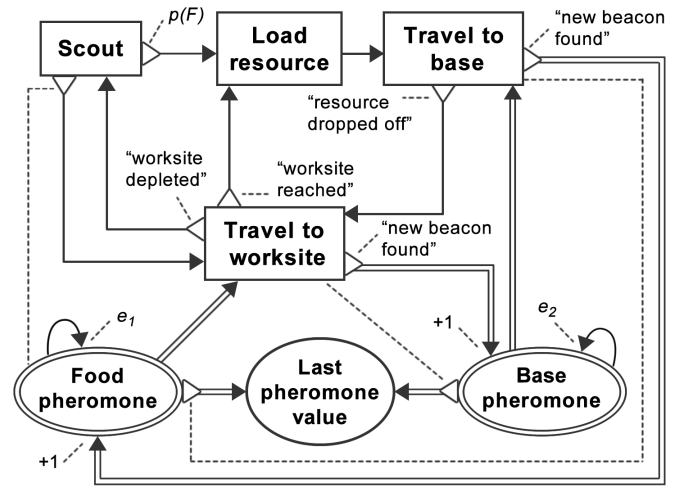 p(F)
"new beacon
found"
Scout
Load
resource
Travel to
base
"resource
dropped off"
"worksite
depleted"
"worksite
reached"
Travel to
worksite
"new beacon
found"
e1
+1
e2
Food
pheromone
Last
pheromone
value
Base
pheromone
+1